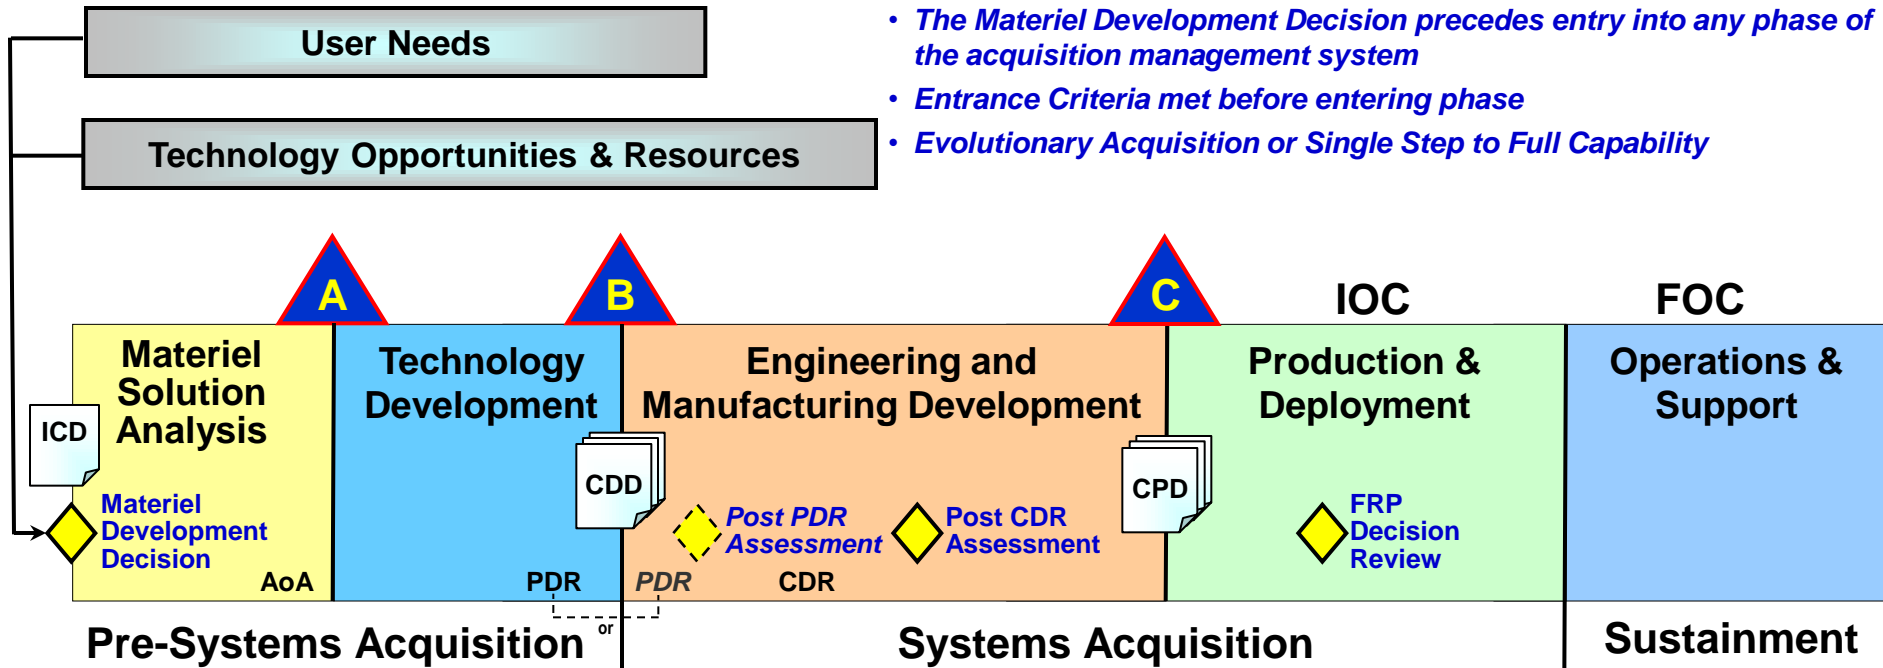 User Needs
Technology Opportunities & Resources
• The Materiel Development Decision precedes entry into any phase of
the acquisition management system
• Entrance Criteria met before entering phase
• Evolutionary Acquisition or Single Step to Full Capability
A
B
C
IOC
FOC
Materiel
Solution
Analysis
Technology
Development
Engineering and
Manufacturing Development
Production &
Deployment
Operations &
Support
ICD
CDD
CPD
Materiel
Development
Decision
Post PDR
Assessment
Post CDR
Assessment
FRP
Decision
Review
AoA
PDR
PDR
CDR
or
Pre-Systems Acquisition
Systems Acquisition
Sustainment